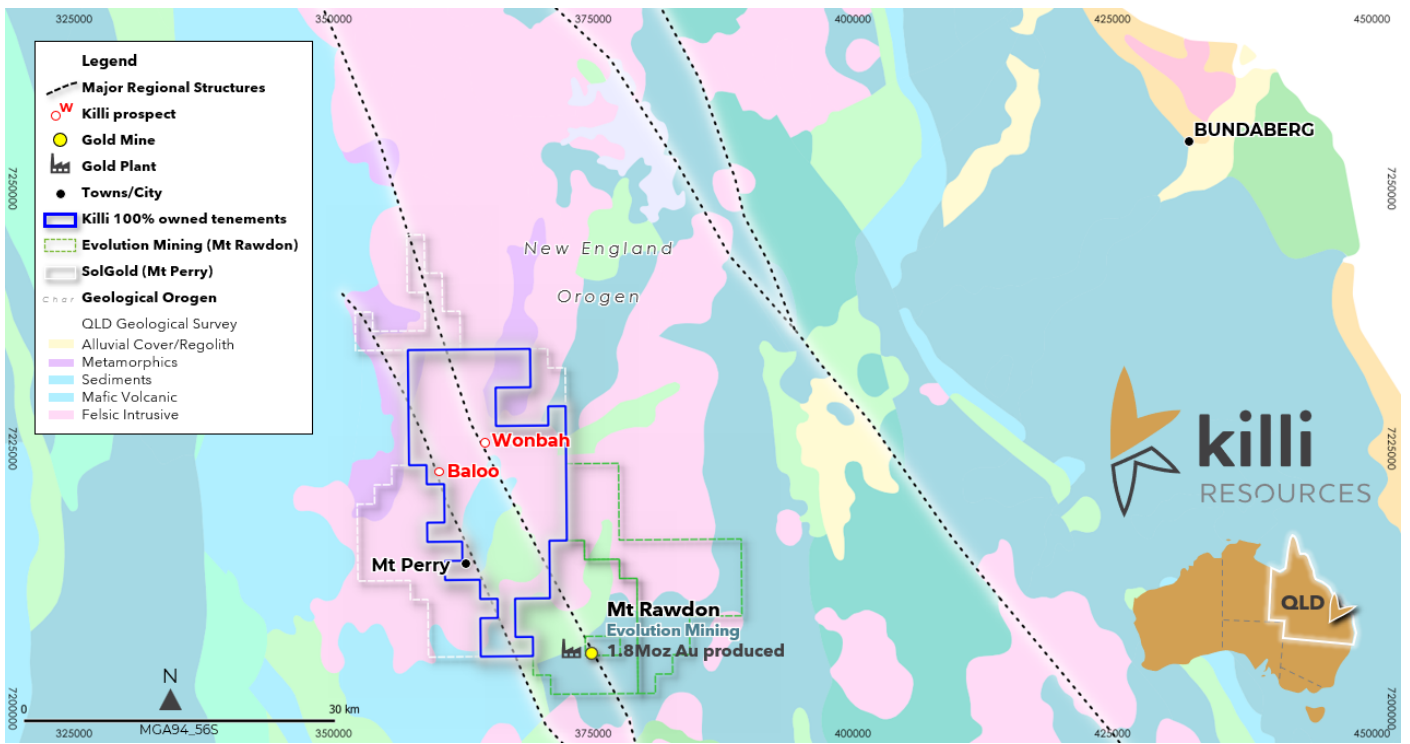 325000
350000
375000
400000
425000
450000
Legend
Major Regional Structures
W
Killi prospect
Gold Mine
Gold Plant
Towns/City
Killi 100% owned tenements
Evolution Mining (Mt Rawdon)
SolGold (Mt Perry)
Char
Geological Orogen
QLD Geological Survey
Alluvial Cover/Regolith
Metamorphics
Sediments
Mafic Volcanic
Felsic Intrusive
BUNDABERG
7250000
7250000
New England
Orogen
7225000
7225000
Wonbah
Baloo
killi
RESOURCES
Mt Perry
Mt Rawdon
Evolution Mining
1.8Moz Au produced
QLD
N
7200000
7200000
0
30 km
MGA94_56S
325000
350000
375000
400000
425000
450000